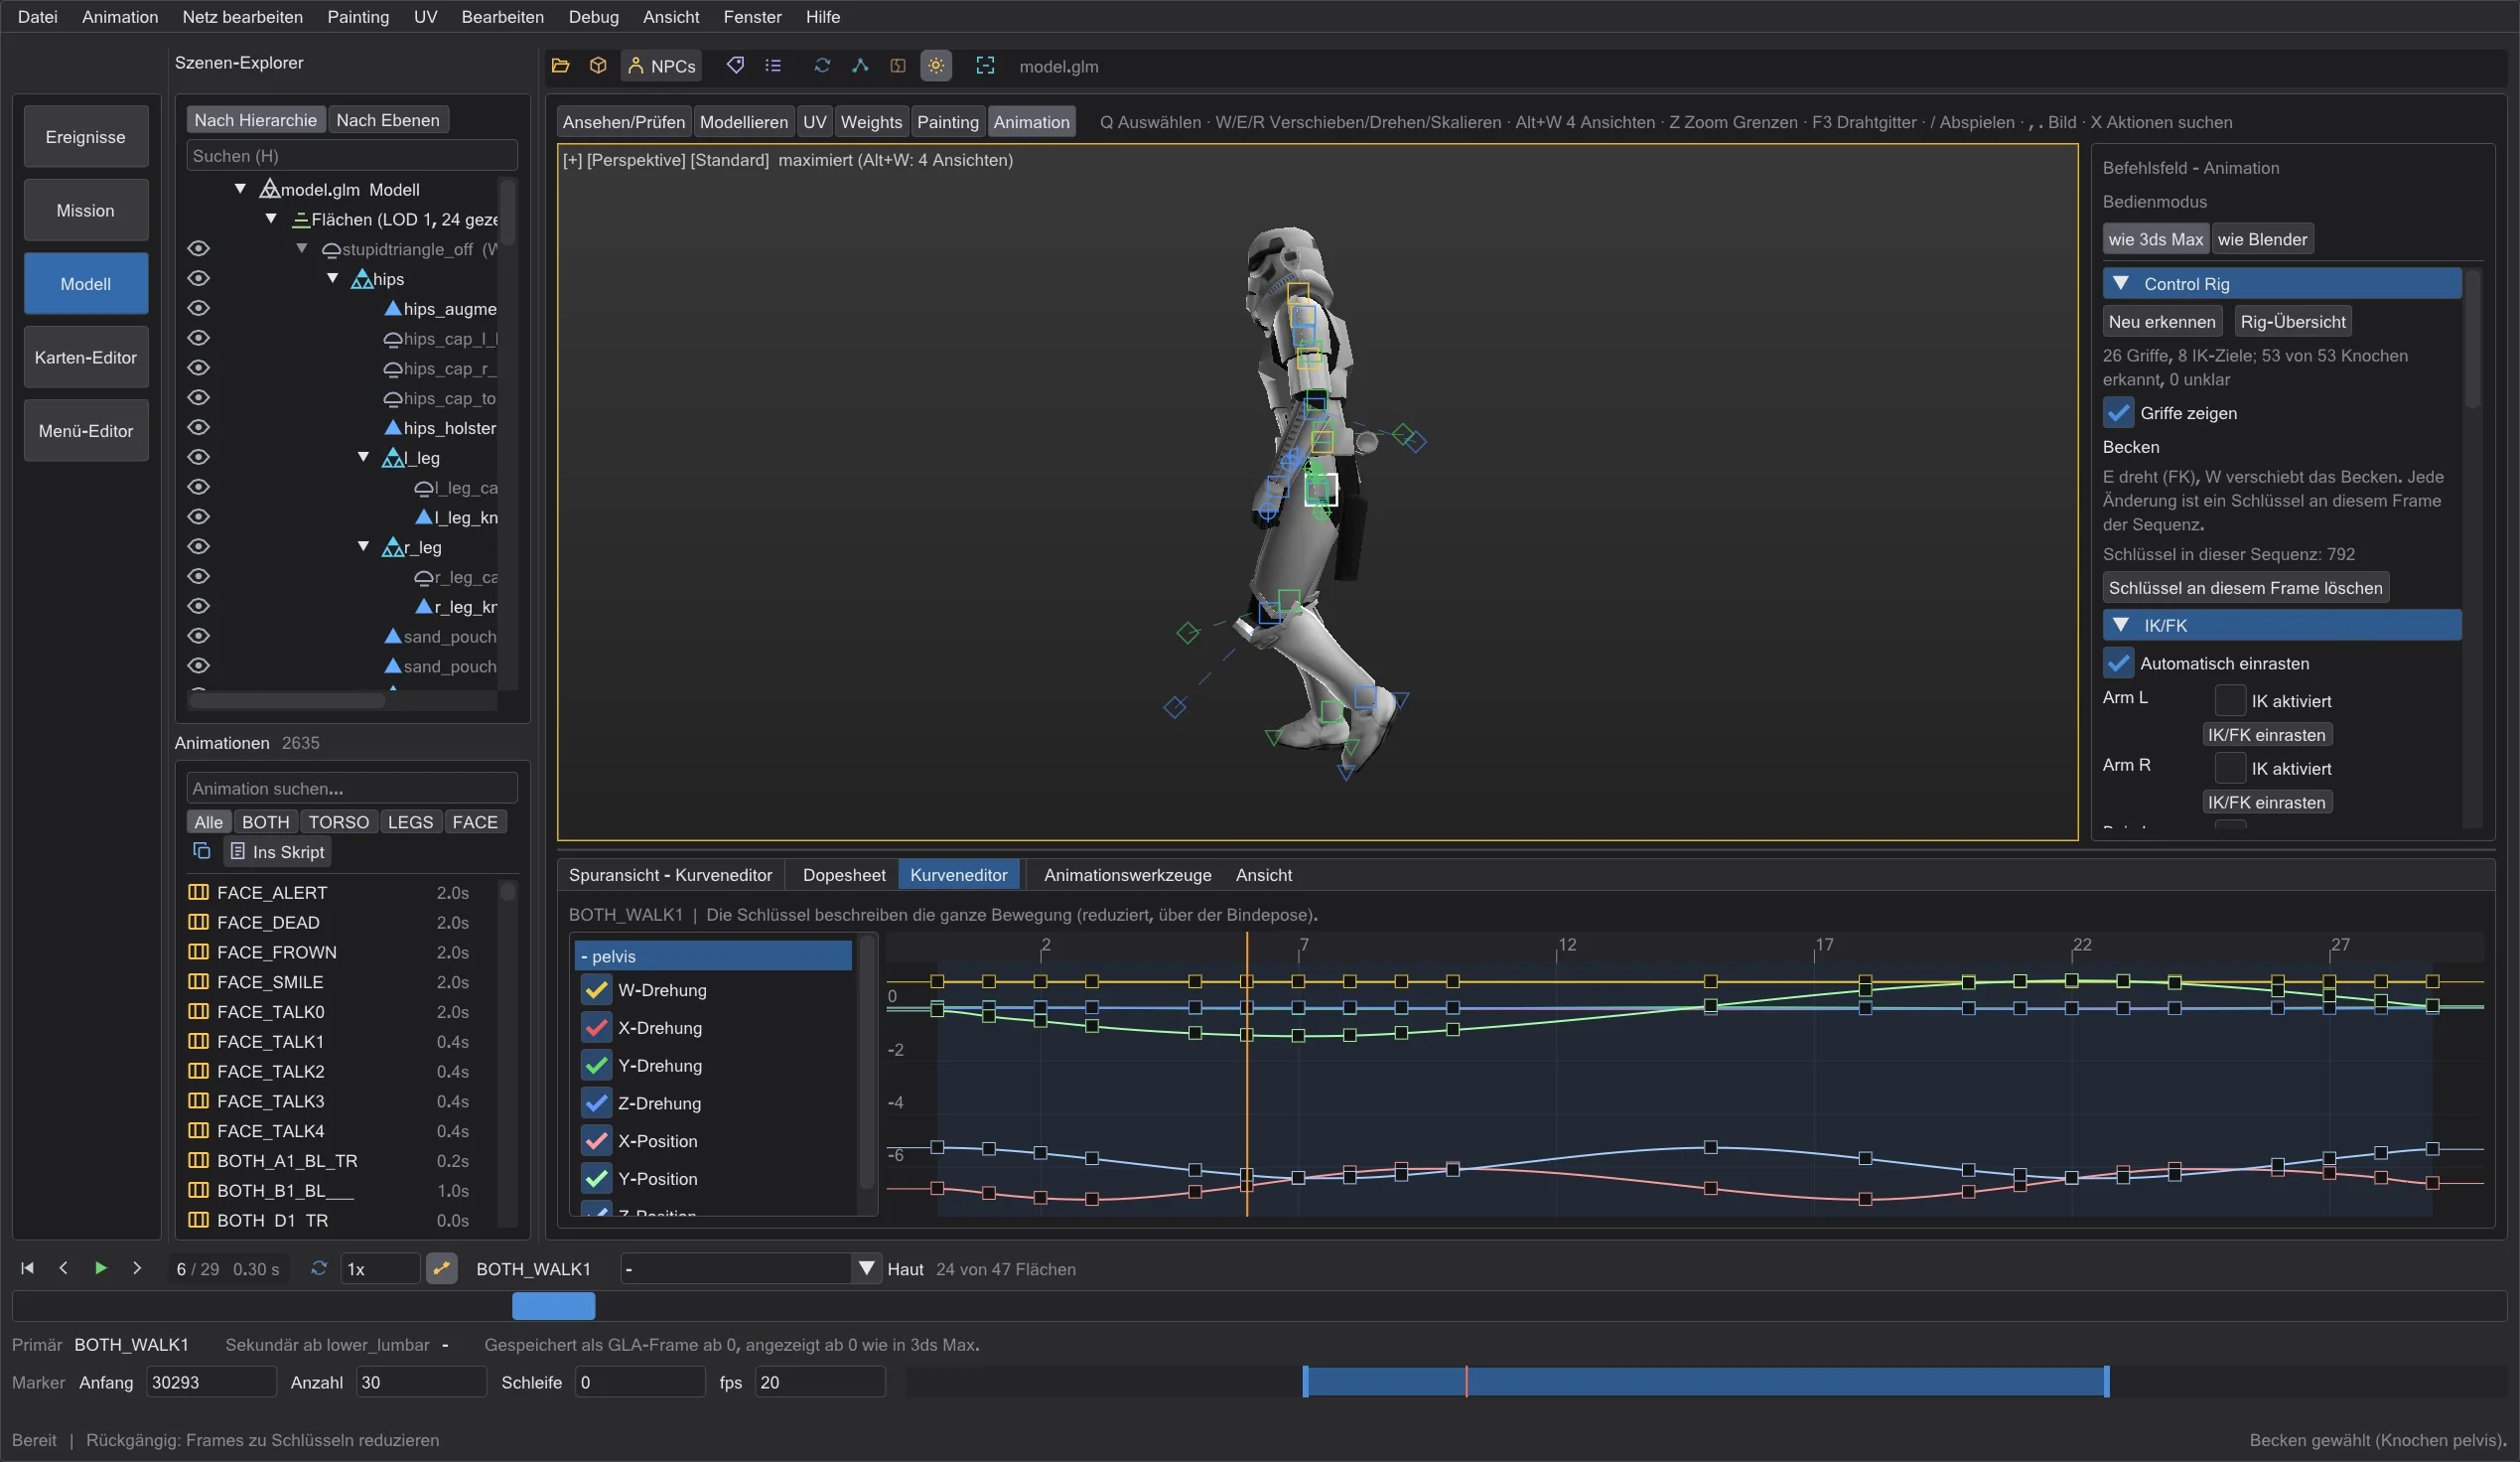 Datei Animation Netz bearbeiten Painting UV Bearbeiten Debug Ansicht Fenster Hilfe
Szenen-Explorer
NPCs model.glm
Ereignisse
Mission
Modell
Karten-Editor
Menü-Editor
Nach Hierarchie Nach Ebenen
Suchen (H)
model.glm Modell
Flächen (LOD 1, 24 geze
stupidtriangle_off (W
hips
hips_augme
hips_cap_l_l
hips_cap_r_
hips_cap_to
hips_holster
l_leg
l_leg_ca
l_leg_kn
r_leg
r_leg_ca
r_leg_kn
sand_pouch
sand_pouch
Animationen 2635
Animation suchen...
Alle BOTH TORSO LEGS FACE
Ins Skript
FACE_ALERT 2.0s
FACE_DEAD 2.0s
FACE_FROWN 2.0s
FACE_SMILE 2.0s
FACE_TALK0 2.0s
FACE_TALK1 0.4s
FACE_TALK2 0.4s
FACE_TALK3 0.4s
FACE_TALK4 0.4s
BOTH_A1_BL_TR 0.2s
BOTH_B1_BL___ 1.0s
BOTH_D1_TR 0.0s
Ansehen/Prüfen Modellieren UV Weights Painting Animation Q Auswählen · W/E/R Verschieben/Drehen/Skalieren · Alt+W 4 Ansichten · Z Zoom Grenzen · F3 Drahtgitter · / Abspielen · , . Bild · X Aktionen suchen
[+] [Perspektive] [Standard] maximiert (Alt+W: 4 Ansichten)
Befehlsfeld - Animation
Bedienmodus
wie 3ds Max wie Blender
Control Rig
Neu erkennen Rig-Übersicht
26 Griffe, 8 IK-Ziele; 53 von 53 Knochen
erkannt, 0 unklar
Griffe zeigen
Becken
E dreht (FK), W verschiebt das Becken. Jede
Änderung ist ein Schlüssel an diesem Frame
der Sequenz.
Schlüssel in dieser Sequenz: 792
Schlüssel an diesem Frame löschen
IK/FK
Automatisch einrasten
Arm L IK aktiviert
IK/FK einrasten
Arm R IK aktiviert
IK/FK einrasten
Spuransicht - Kurveneditor Dopesheet Kurveneditor Animationswerkzeuge Ansicht
BOTH_WALK1 | Die Schlüssel beschreiben die ganze Bewegung (reduziert, über der Bindepose).
- pelvis
W-Drehung
X-Drehung
Y-Drehung
Z-Drehung
X-Position
Y-Position
Z-Position
2 7 12 17 22 27
0
-2
-4
-6
6 / 29 0.30 s 1x BOTH_WALK1 - Haut 24 von 47 Flächen
Primär BOTH_WALK1 Sekundär ab lower_lumbar - Gespeichert als GLA-Frame ab 0, angezeigt ab 0 wie in 3ds Max.
Marker Anfang 30293 Anzahl 30 Schleife 0 fps 20
Bereit | Rückgängig: Frames zu Schlüsseln reduzieren Becken gewählt (Knochen pelvis).